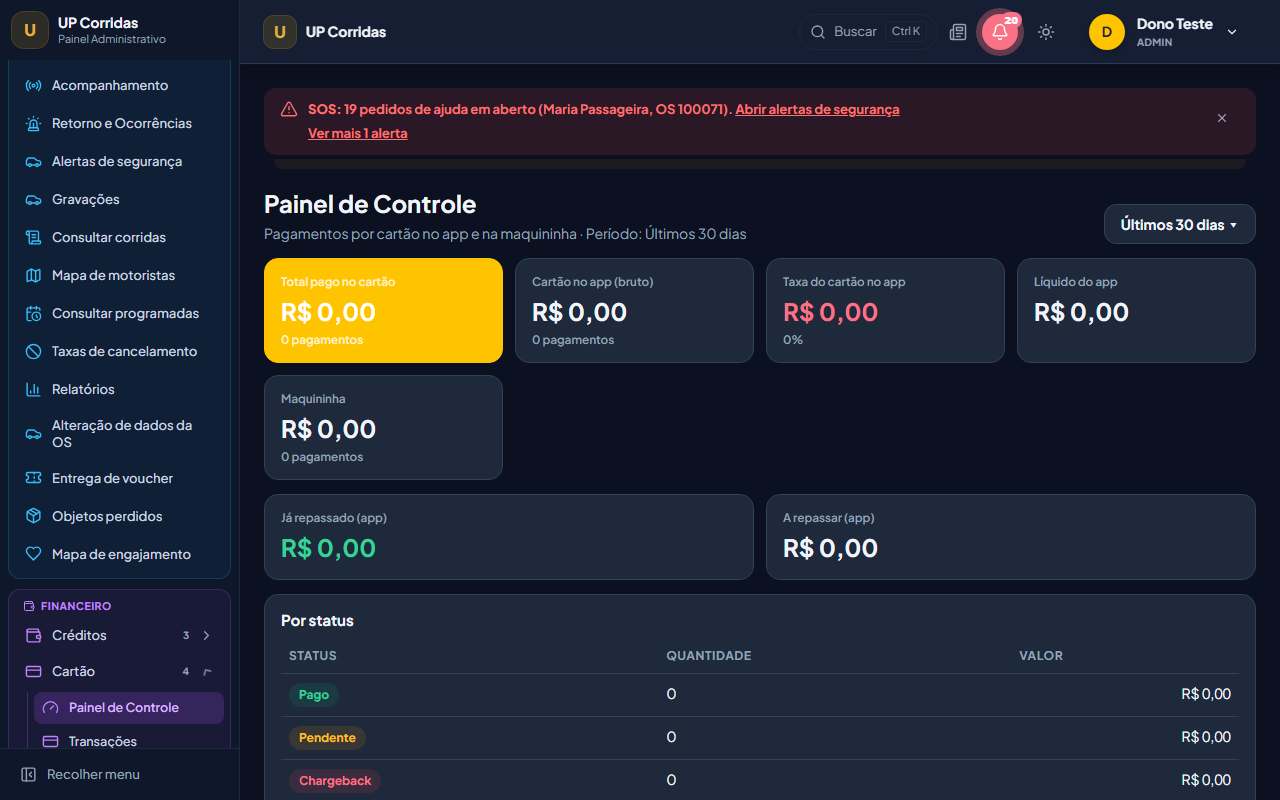 U
UP Corridas
Painel Administrativo
Acompanhamento
Retorno e Ocorrências
Alertas de segurança
Gravações
Consultar corridas
Mapa de motoristas
Consultar programadas
Taxas de cancelamento
Relatórios
Alteração de dados da
OS
Entrega de voucher
Objetos perdidos
Mapa de engajamento
FINANCEIRO
Créditos 3
Cartão 4
Painel de Controle
Transações
Recolher menu
U UP Corridas
Buscar Ctrl K
20
D
Dono Teste
ADMIN
SOS: 19 pedidos de ajuda em aberto (Maria Passageira, OS 100071). Abrir alertas de segurança
Ver mais 1 alerta
Painel de Controle
Pagamentos por cartão no app e na maquininha · Período: Últimos 30 dias
Últimos 30 dias
Total pago no cartão
R$ 0,00
0 pagamentos
Cartão no app (bruto)
R$ 0,00
0 pagamentos
Taxa do cartão no app
R$ 0,00
0%
Líquido do app
R$ 0,00
Maquininha
R$ 0,00
0 pagamentos
Já repassado (app)
R$ 0,00
A repassar (app)
R$ 0,00
Por status
STATUS QUANTIDADE VALOR
Pago 0 R$ 0,00
Pendente 0 R$ 0,00
Chargeback 0 R$ 0,00